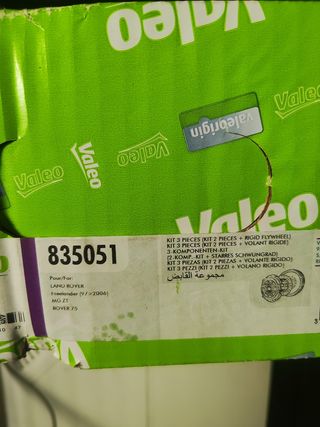 Valeo
Valeo
valeorigin
Valeo
Valeo
Valeo
835051
Pour/For:
LAND ROVER
Freelander (9/->2006)
MG ZT
ROVER 75
KIT 3 PIECES (KIT 2 PIECES + RIGID FLYWHEEL)
KIT 3 PIECES (KIT 2 PIECES + VOLANT RIGIDE)
3-KOMPONENTEN-KIT
(2-KOMP.-KIT + STARRES SCHWUNGRAD)
KIT 3 PIEZAS (KIT 2 PIEZAS + VOLANTE RIGIDO)
KIT 3 PEZZI (KIT 2 PEZZI + VOLANO RIGIDO)
مجموعة القابض